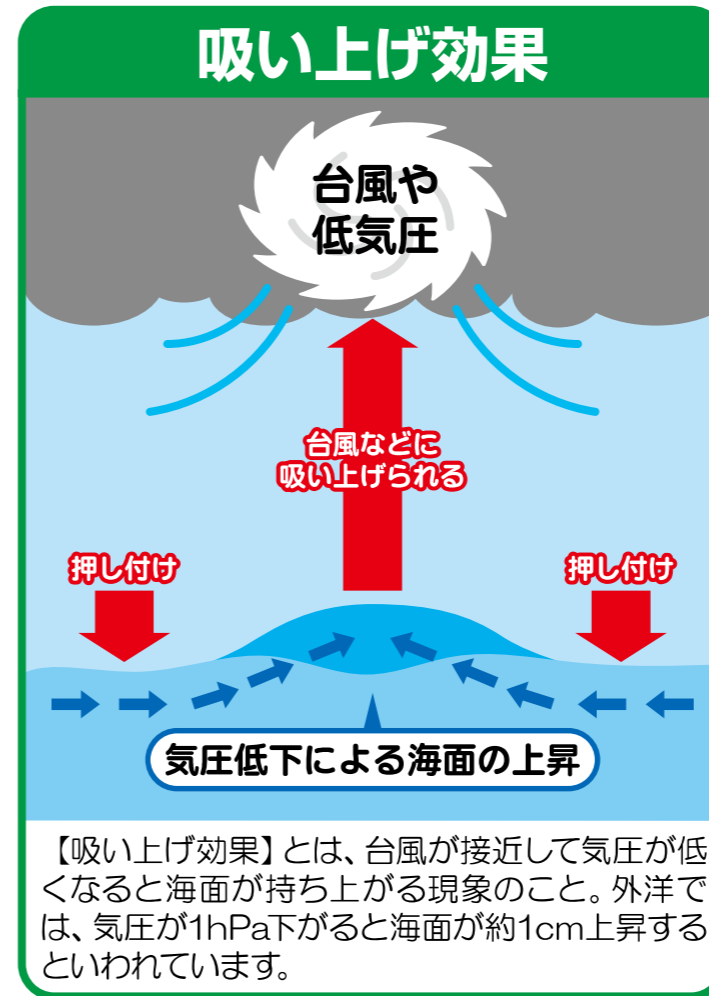 吸い上げ効果
台風や
低気圧
台風などに
吸い上げられる
押し付け
押し付け
気圧低下による海面の上昇
【吸い上げ効果】とは、台風が接近して気圧が低
くなると海面が持ち上がる現象のこと。外洋で
は、気圧が1hPa下がると海面が約1cm上昇する
といわれています。